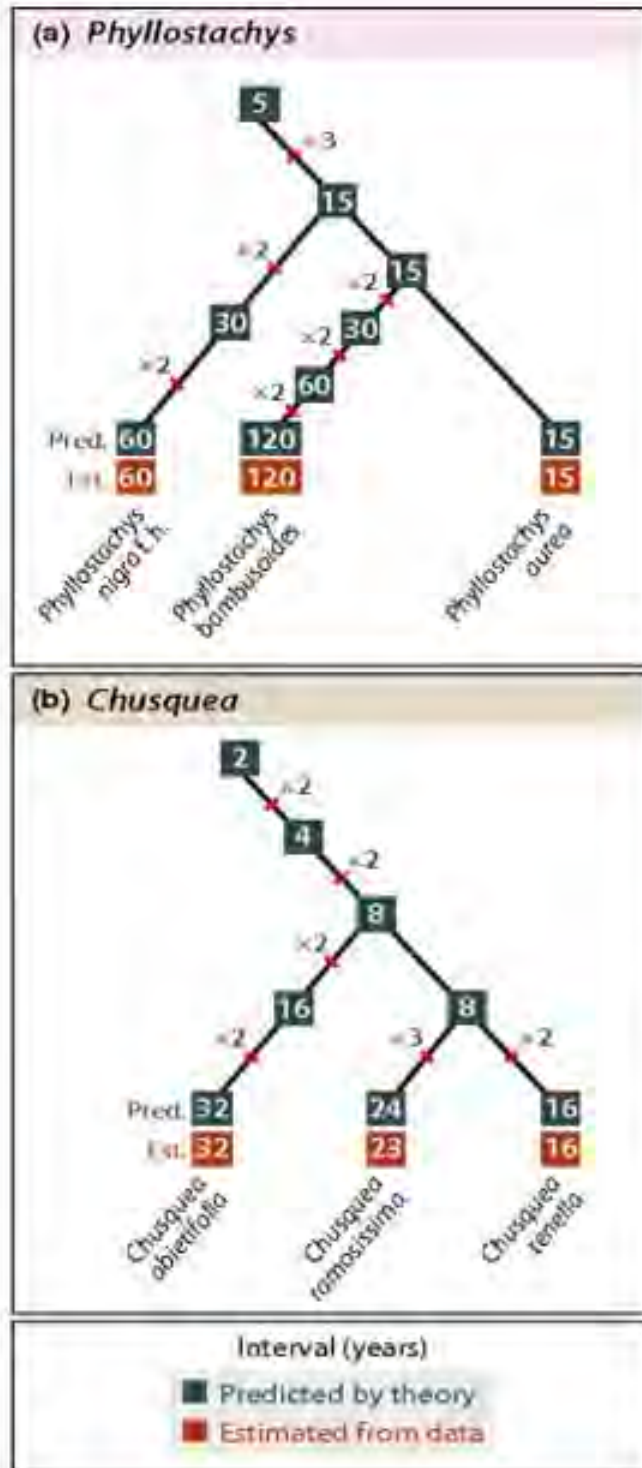 (a) Phyllostachys
5
×3
15
×2
15
×2
30
30
×2
×2
60
×2
Pred. 60 120 15
Est. 60 120 15
Phyllostachys
nigra f. h.
Phyllostachys
bambusoides
Phyllostachys
aurea
(b) Chusquea
2
×2
4
×2
8
×2
16
8
×2
×3
×2
Pred. 32 24 16
Est. 32 23 16
Chusquea
abietifolia
Chusquea
ramosissima
Chusquea
tenella
Interval (years)
Predicted by theory
Estimated from data